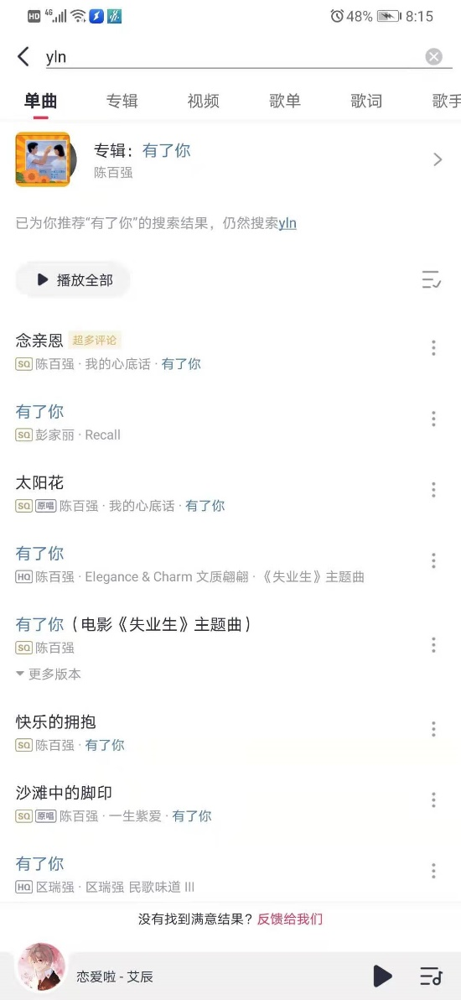 HD 4G 48% 8:15
yln
单曲 专辑 视频 歌单 歌词 歌手
专辑：有了你
陈百强
已为你推荐“有了你”的搜索结果，仍然搜索yln
播放全部
念亲恩 超多评论
SQ 陈百强 · 我的心底话 · 有了你
有了你
SQ 彭家丽 · Recall
太阳花
SQ 原唱 陈百强 · 我的心底话 · 有了你
有了你
HQ 陈百强 · Elegance & Charm 文质翩翩 · 《失业生》主题曲
有了你（电影《失业生》主题曲）
SQ 陈百强
更多版本
快乐的拥抱
SQ 陈百强 · 有了你
沙滩中的脚印
SQ 原唱 陈百强 · 一生紫爱 · 有了你
有了你
HQ 区瑞强 · 区瑞强 民歌味道 III
没有找到满意结果？反馈给我们
恋爱啦 - 艾辰